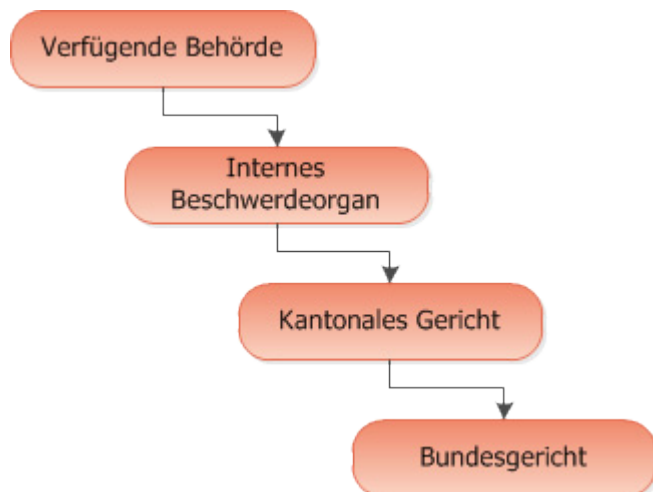 Verfügende Behörde
Internes
Beschwerdeorgan
Kantonales Gericht
Bundesgericht